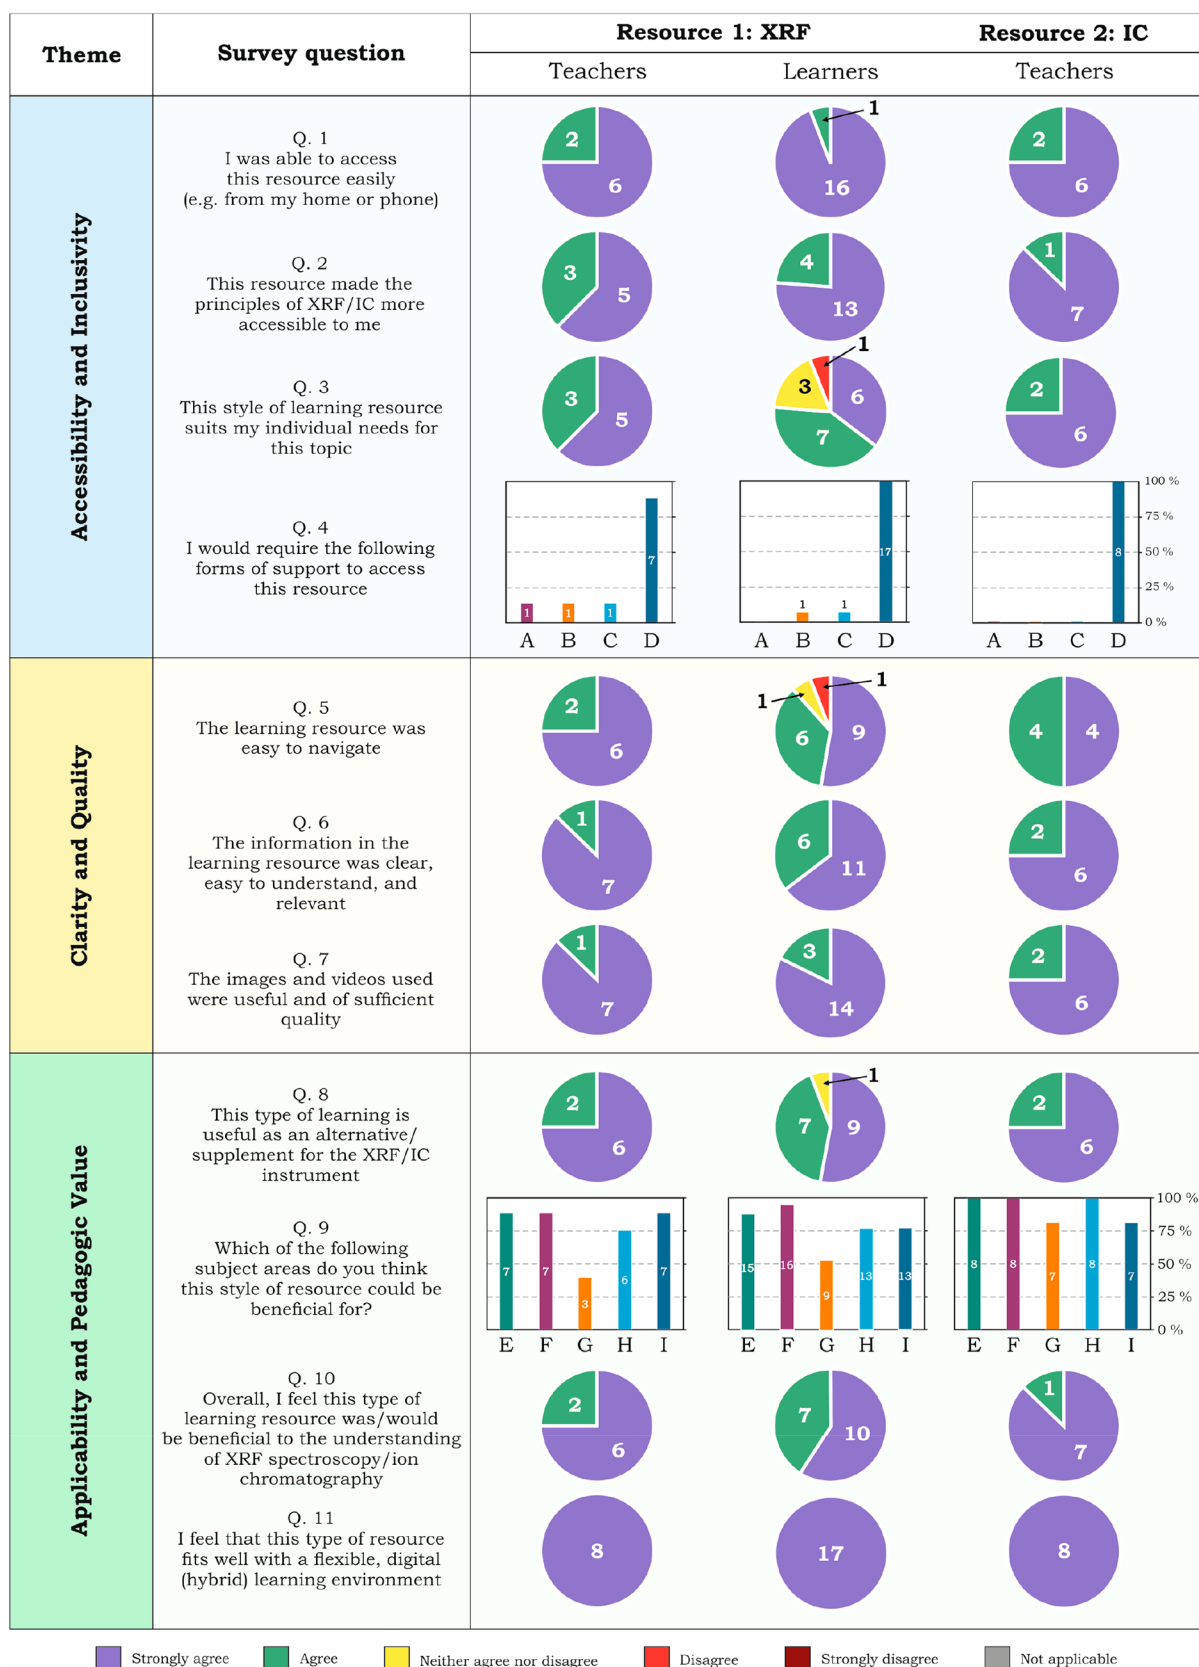 Theme
Survey question
Resource 1: XRF
Resource 2: IC
Teachers
Learners
Teachers
Accessibility and Inclusivity
Q. 1
I was able to access
this resource easily
(e.g. from my home or phone)
2
6
1
16
2
6
Q. 2
This resource made the
principles of XRF/IC more
accessible to me
3
5
4
13
1
7
Q. 3
This style of learning resource
suits my individual needs for
this topic
3
5
1
3
6
7
2
6
Q. 4
I would require the following
forms of support to access
this resource
1
1
1
7
A B C D
1
1
17
A B C D
8
A B C D
100 %
75 %
50 %
25 %
0 %
Clarity and Quality
Q. 5
The learning resource was
easy to navigate
2
6
1
1
6
9
4
4
Q. 6
The information in the
learning resource was clear,
easy to understand, and
relevant
1
7
6
11
2
6
Q. 7
The images and videos used
were useful and of sufficient
quality
1
7
3
14
2
6
Applicability and Pedagogic Value
Q. 8
This type of learning is
useful as an alternative/
supplement for the XRF/IC
instrument
2
6
1
7
9
2
6
Q. 9
Which of the following
subject areas do you think
this style of resource could be
beneficial for?
7
7
3
6
7
E F G H I
15
16
9
13
13
E F G H I
8
8
7
8
7
E F G H I
100 %
75 %
50 %
25 %
0 %
Q. 10
Overall, I feel this type of
learning resource was/would
be beneficial to the understanding
of XRF spectroscopy/ion
chromatography
2
6
7
10
1
7
Q. 11
I feel that this type of resource
fits well with a flexible, digital
(hybrid) learning environment
8
17
8
Strongly agree
Agree
Neither agree nor disagree
Disagree
Strongly disagree
Not applicable